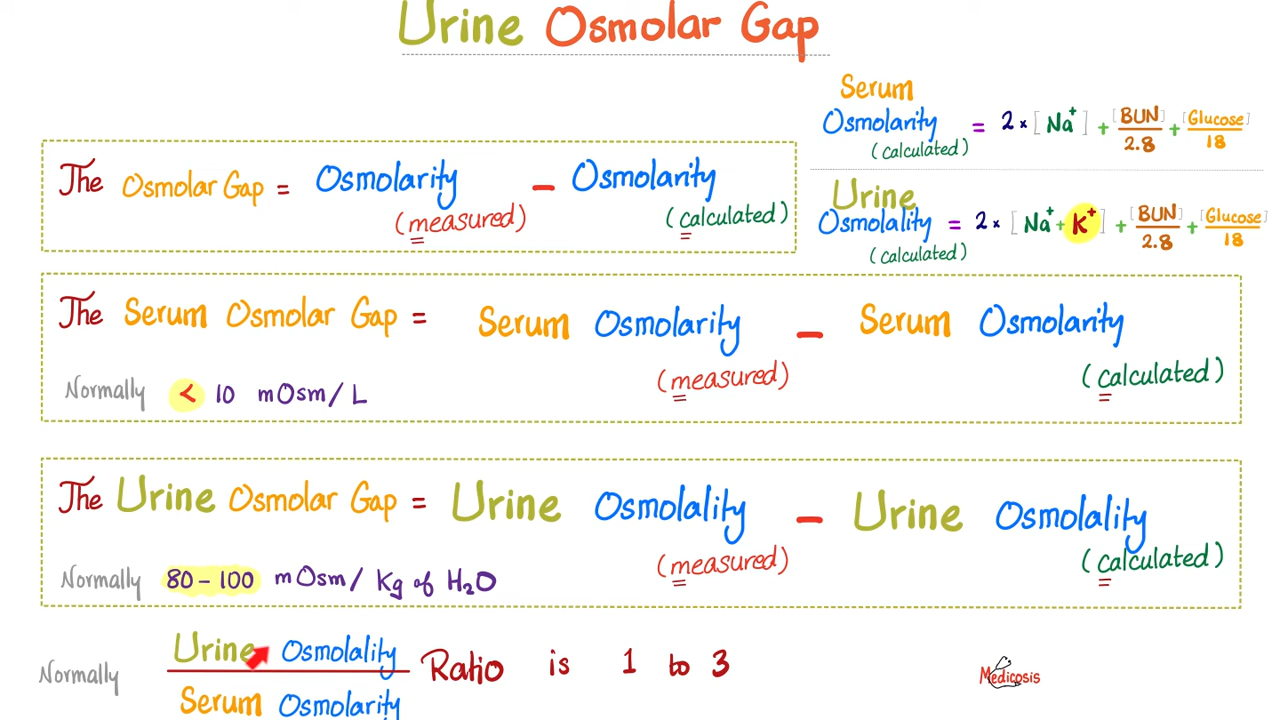 Urine Osmolar Gap
Serum
Osmolarity = 2 × [Na+] + [BUN]/2.8 + [Glucose]/18
(calculated)
Urine
Osmolality = 2 × [Na+ + K+] + [BUN]/2.8 + [Glucose]/18
(calculated)
The Osmolar Gap = Osmolarity − Osmolarity
(measured) (calculated)
The Serum Osmolar Gap = Serum Osmolarity − Serum Osmolarity
(measured) (calculated)
Normally < 10 mOsm/L
The Urine Osmolar Gap = Urine Osmolality − Urine Osmolality
(measured) (calculated)
Normally 80 – 100 mOsm/Kg of H2O
Urine Osmolality
Normally Ratio is 1 to 3
Serum Osmolarity
Medicosis